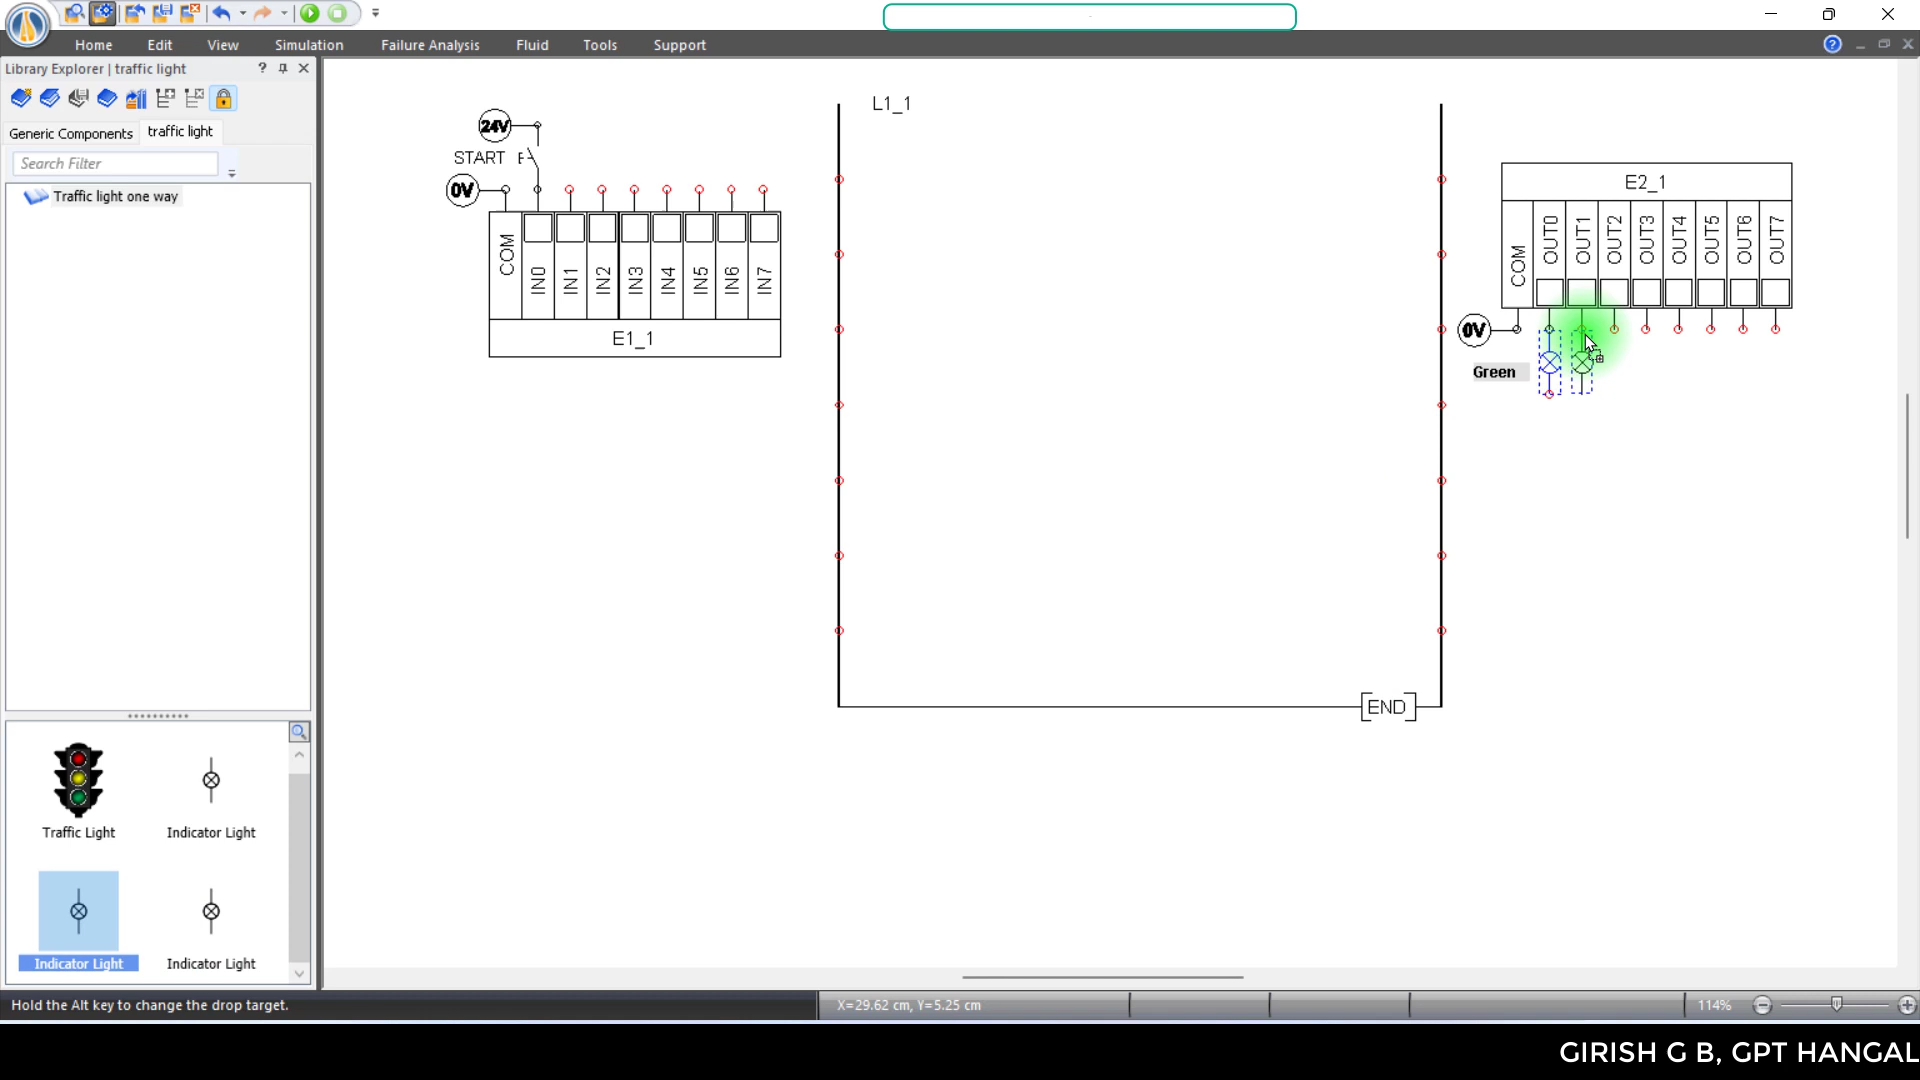 Home Edit View Simulation Failure Analysis Fluid Tools Support
Library Explorer | traffic light
Generic Components traffic light
Search Filter
Traffic light one way
Traffic Light Indicator Light
Indicator Light Indicator Light
24V
START
0V
COM IN0 IN1 IN2 IN3 IN4 IN5 IN6 IN7
E1_1
L1_1
END
E2_1
COM OUT0 OUT1 OUT2 OUT3 OUT4 OUT5 OUT6 OUT7
0V
Green
Hold the Alt key to change the drop target.
X=29.62 cm, Y=5.25 cm
114%
GIRISH G B, GPT HANGAL